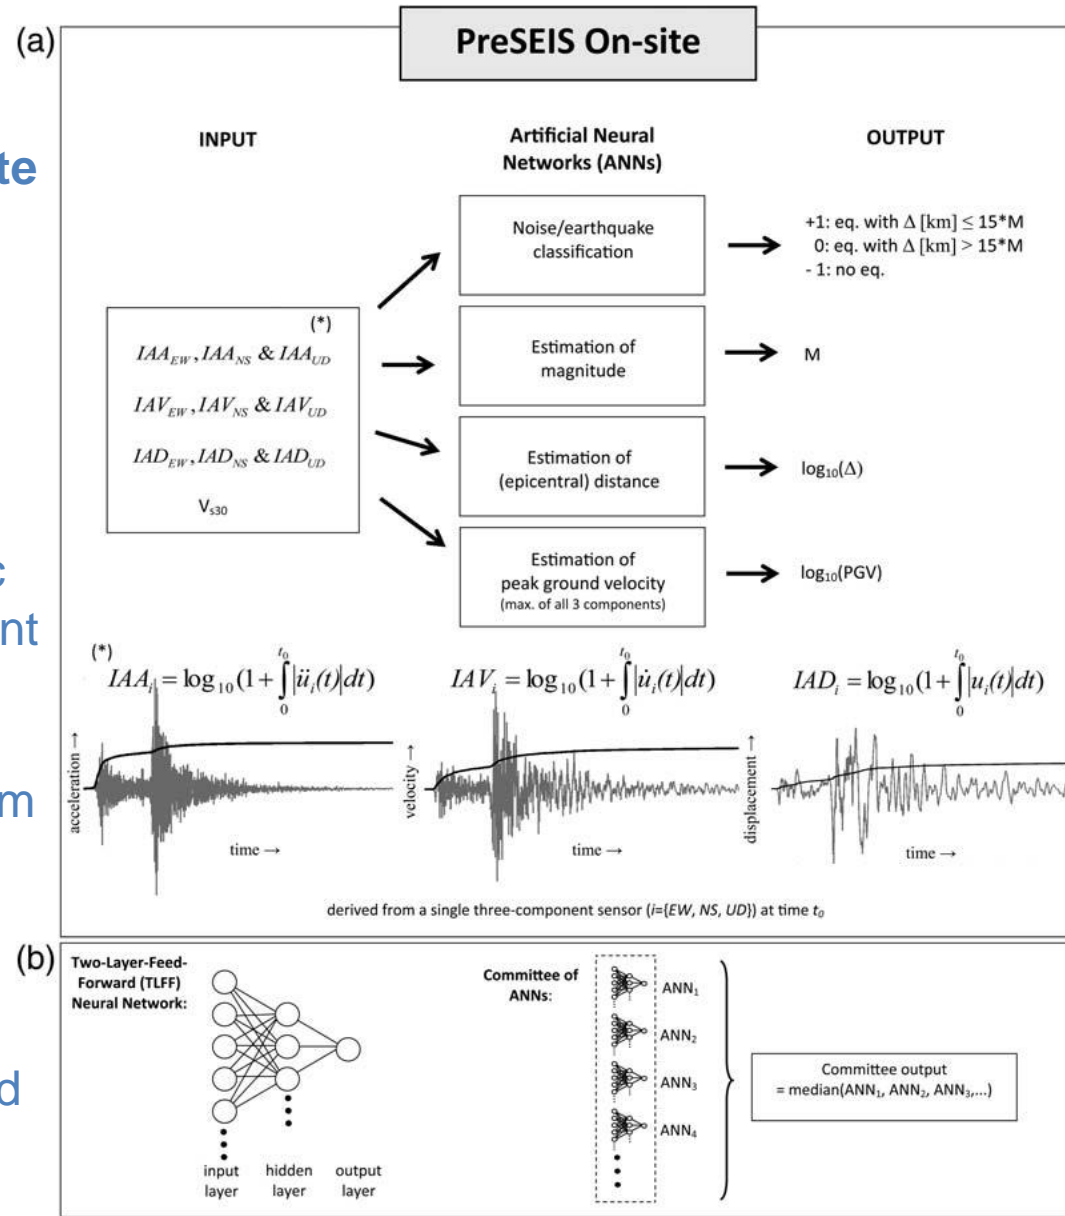 (a)
PreSEIS On-site
te
c
nt
m
d
INPUT
Artificial Neural
Networks (ANNs)
OUTPUT
(*)
IAA_EW, IAA_NS & IAA_UD
IAV_EW, IAV_NS & IAV_UD
IAD_EW, IAD_NS & IAD_UD
V_s30
Noise/earthquake
classification
+1: eq. with Δ [km] ≤ 15*M
0: eq. with Δ [km] > 15*M
- 1: no eq.
Estimation of
magnitude
M
Estimation of
(epicentral) distance
log₁₀(Δ)
Estimation of
peak ground velocity
(max. of all 3 components)
log₁₀(PGV)
(*)
IAA_i = log₁₀(1 + ∫₀^t₀ |ü_i(t)|dt)
IAV_i = log₁₀(1 + ∫₀^t₀ |u̇_i(t)|dt)
IAD_i = log₁₀(1 + ∫₀^t₀ |u_i(t)|dt)
acceleration →
time →
velocity →
time →
displacement →
time →
derived from a single three-component sensor (i={EW, NS, UD}) at time t₀
(b)
Two-Layer-Feed-
Forward (TLFF)
Neural Network:
input
layer
hidden
layer
output
layer
Committee of
ANNs:
ANN₁
ANN₂
ANN₃
ANN₄
Committee output
= median(ANN₁, ANN₂, ANN₃,...)